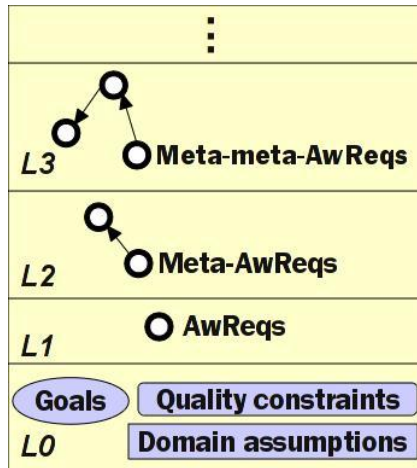 ⋮
Meta-meta-AwReqs
L3
Meta-AwReqs
L2
AwReqs
L1
Goals
Quality constraints
Domain assumptions
L0